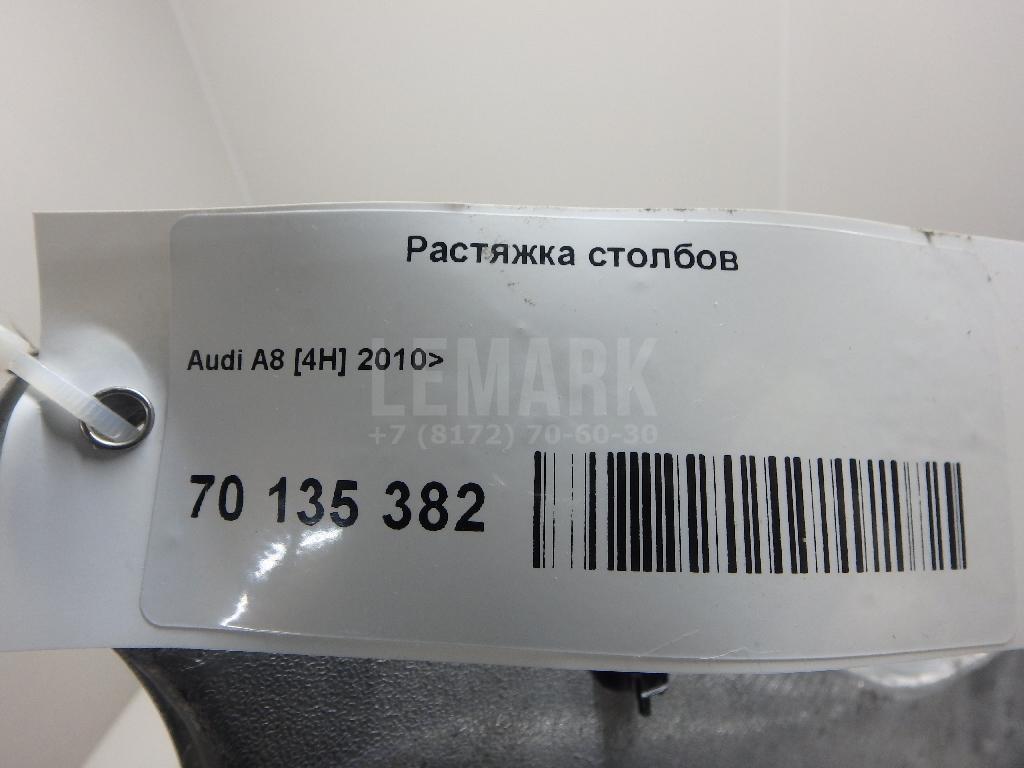 Растяжка столбов
Audi A8 [4H] 2010>
LEMARK
+7 (8172) 70-60-30
70 135 382